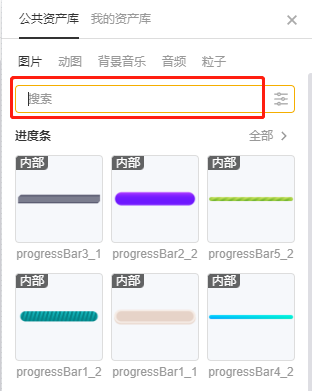 公共资产库 我的资产库
图片 动图 背景音乐 音频 粒子
搜索
进度条 全部
内部 内部 内部
progressBar3_1 progressBar2_2 progressBar5_2
内部 内部 内部
progressBar1_2 progressBar1_1 progressBar4_2